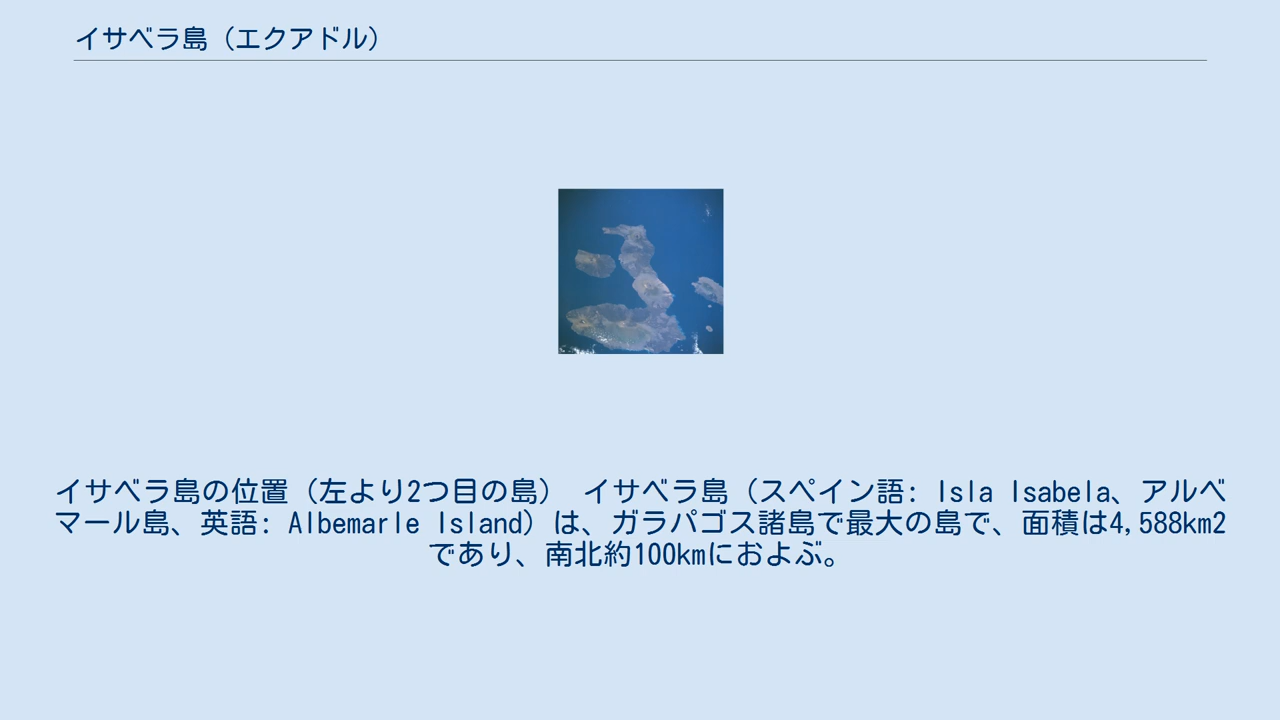 イサベラ島（エクアドル）
イサベラ島の位置（左より2つ目の島） イサベラ島（スペイン語: Isla Isabela、アルベ
マール島、英語: Albemarle Island）は、ガラパゴス諸島で最大の島で、面積は4,588km2
であり、南北約100kmにおよぶ。